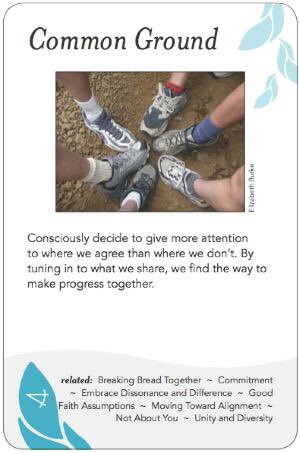 Common Ground
Elizabeth Burke
Consciously decide to give more attention
to where we agree than where we don't. By
tuning in to what we share, we find the way to
make progress together.
related: Breaking Bread Together ~ Commitment
~ Embrace Dissonance and Difference ~ Good
Faith Assumptions ~ Moving Toward Alignment ~
Not About You ~ Unity and Diversity